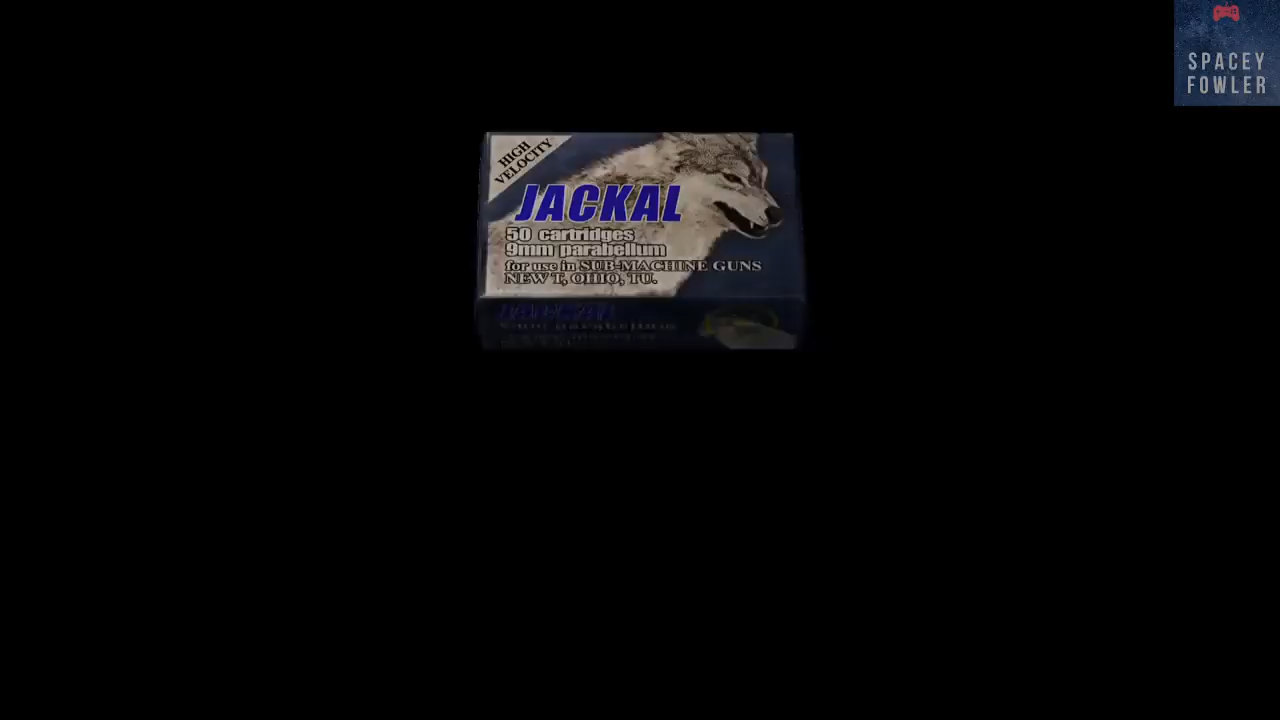 SPACEY
FOWLER
HIGH
VELOCITY
JACKAL
50 cartridges
9mm parabellum
for use in SUB-MACHINE GUNS
NEW T, OHIO, TU.